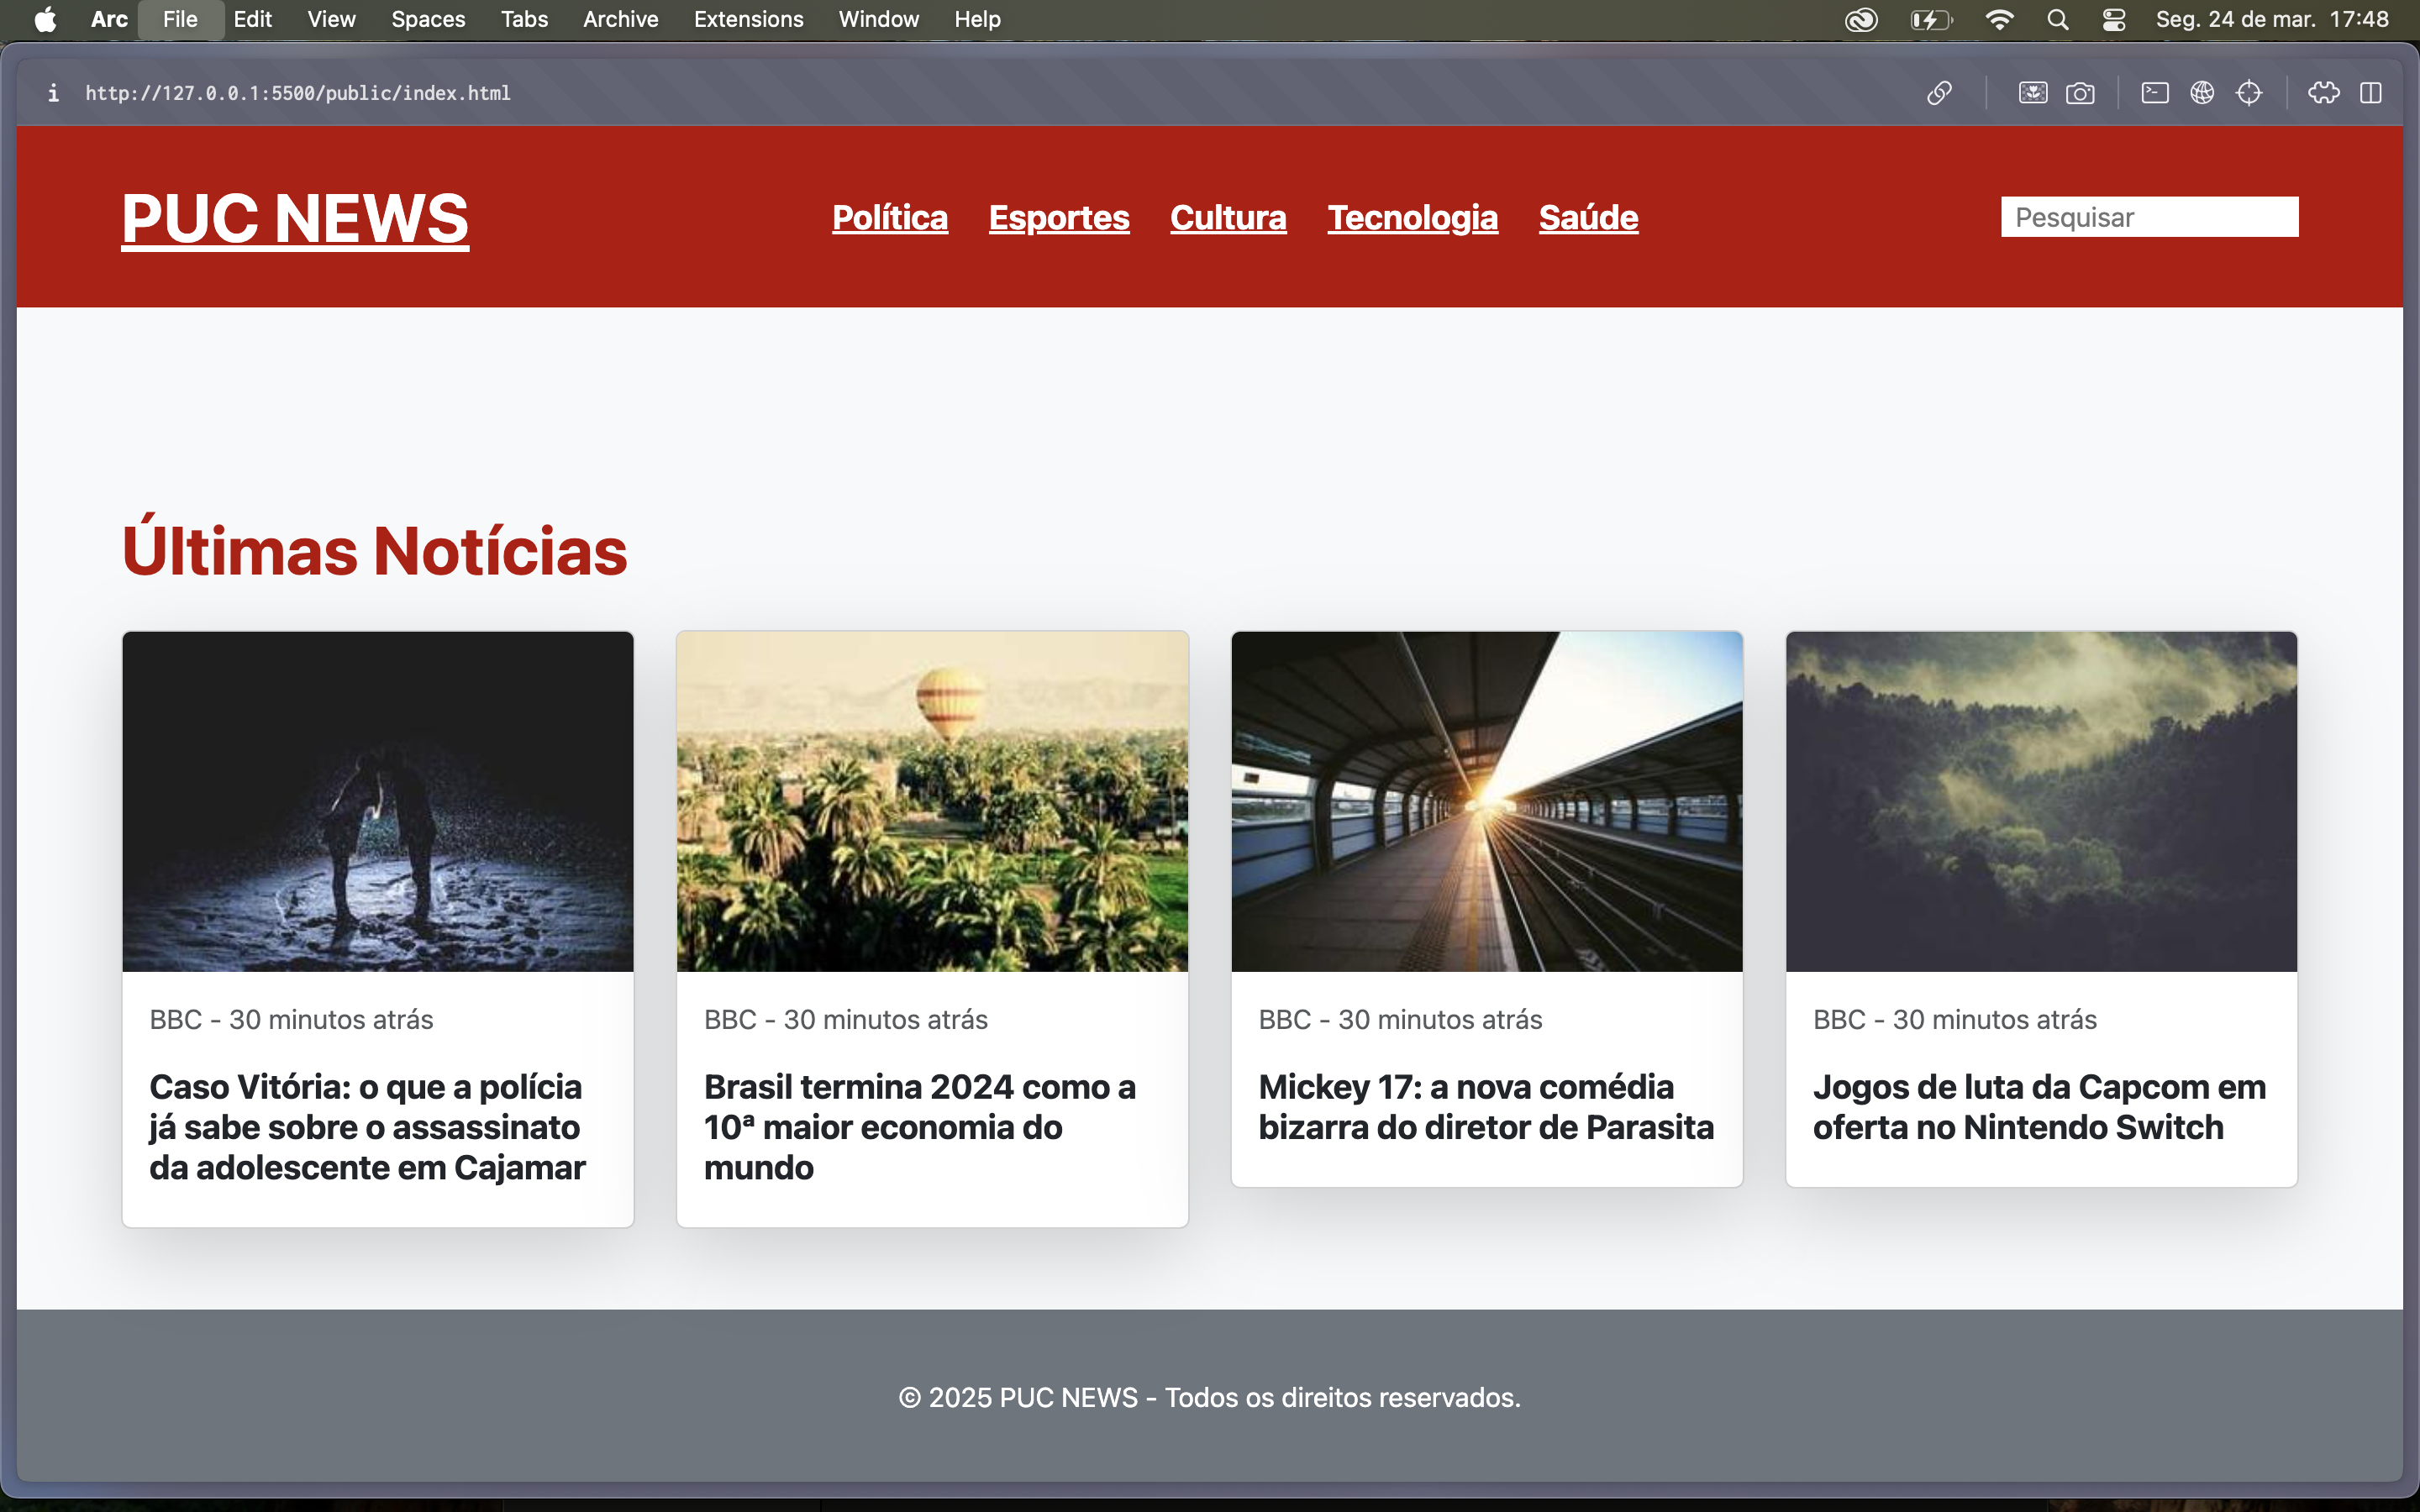 Arc File Edit View Spaces Tabs Archive Extensions Window Help Seg. 24 de mar. 17:48
http://127.0.0.1:5500/public/index.html
PUC NEWS
Política Esportes Cultura Tecnologia Saúde
Pesquisar
Últimas Notícias
BBC - 30 minutos atrás
Caso Vitória: o que a polícia
já sabe sobre o assassinato
da adolescente em Cajamar
BBC - 30 minutos atrás
Brasil termina 2024 como a
10ª maior economia do
mundo
BBC - 30 minutos atrás
Mickey 17: a nova comédia
bizarra do diretor de Parasita
BBC - 30 minutos atrás
Jogos de luta da Capcom em
oferta no Nintendo Switch
© 2025 PUC NEWS - Todos os direitos reservados.